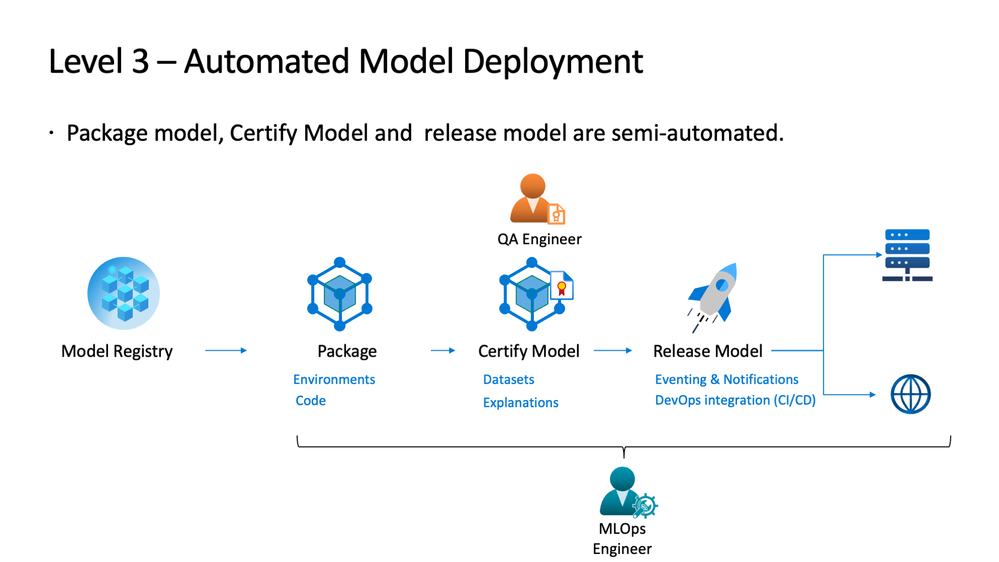 Level 3 – Automated Model Deployment
· Package model, Certify Model and  release model are semi-automated.
QA Engineer
Model Registry
Package
Certify Model
Release Model
Environments
Code
Datasets
Explanations
Eventing & Notifications
DevOps integration (CI/CD)
MLOps
Engineer